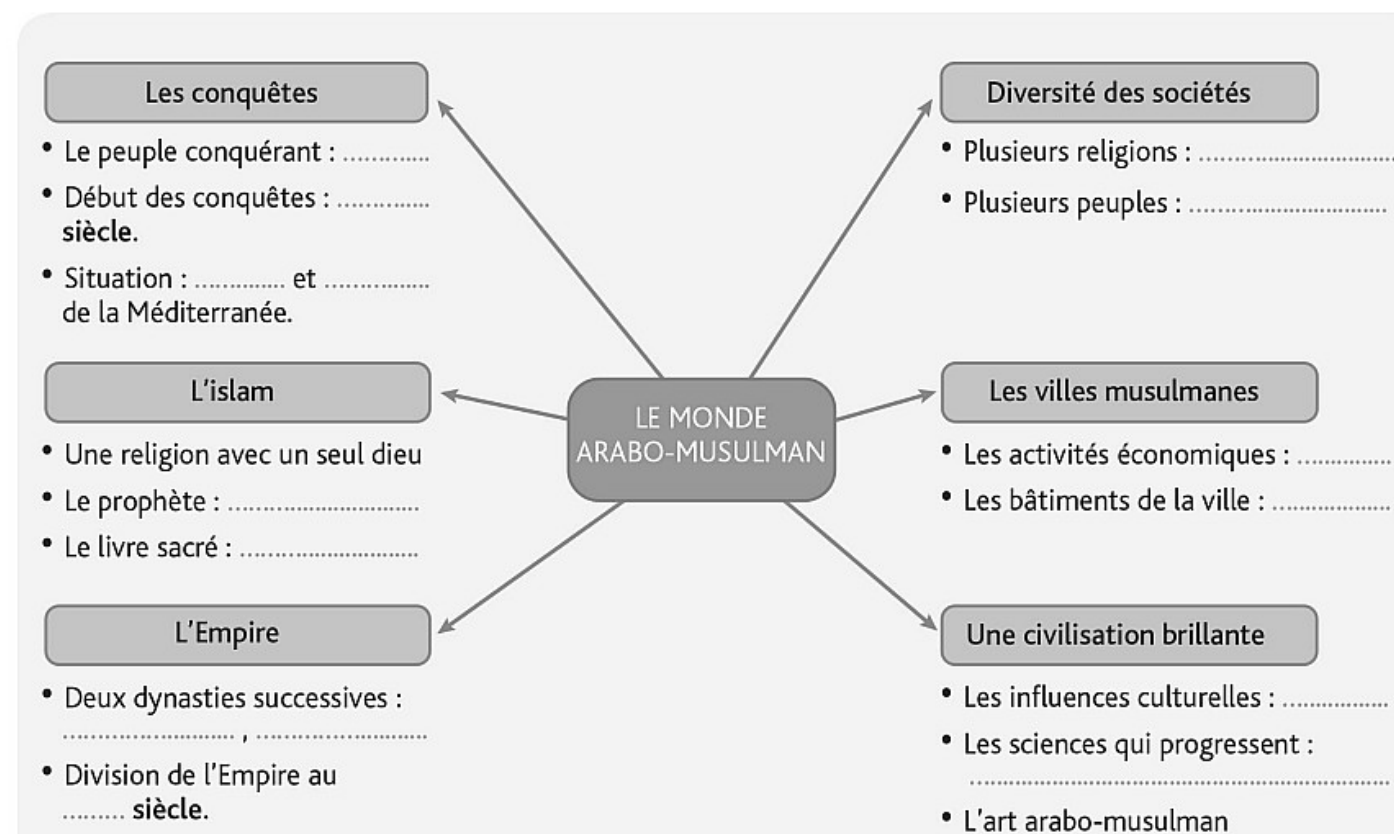 Les conquêtes
• Le peuple conquérant : ..............
• Début des conquêtes : ...............
siècle.
• Situation : .............. et .................
de la Méditerranée.
L'islam
• Une religion avec un seul dieu
• Le prophète : ...............................
• Le livre sacré : .............................
L'Empire
• Deux dynasties successives :
............................ , ............................
• Division de l'Empire au
.......... siècle.
LE MONDE
ARABO-MUSULMAN
Diversité des sociétés
• Plusieurs religions : ................................
• Plusieurs peuples : ................................
Les villes musulmanes
• Les activités économiques : ................
• Les bâtiments de la ville : ...................
Une civilisation brillante
• Les influences culturelles : .................
• Les sciences qui progressent :
......................................................................
• L'art arabo-musulman